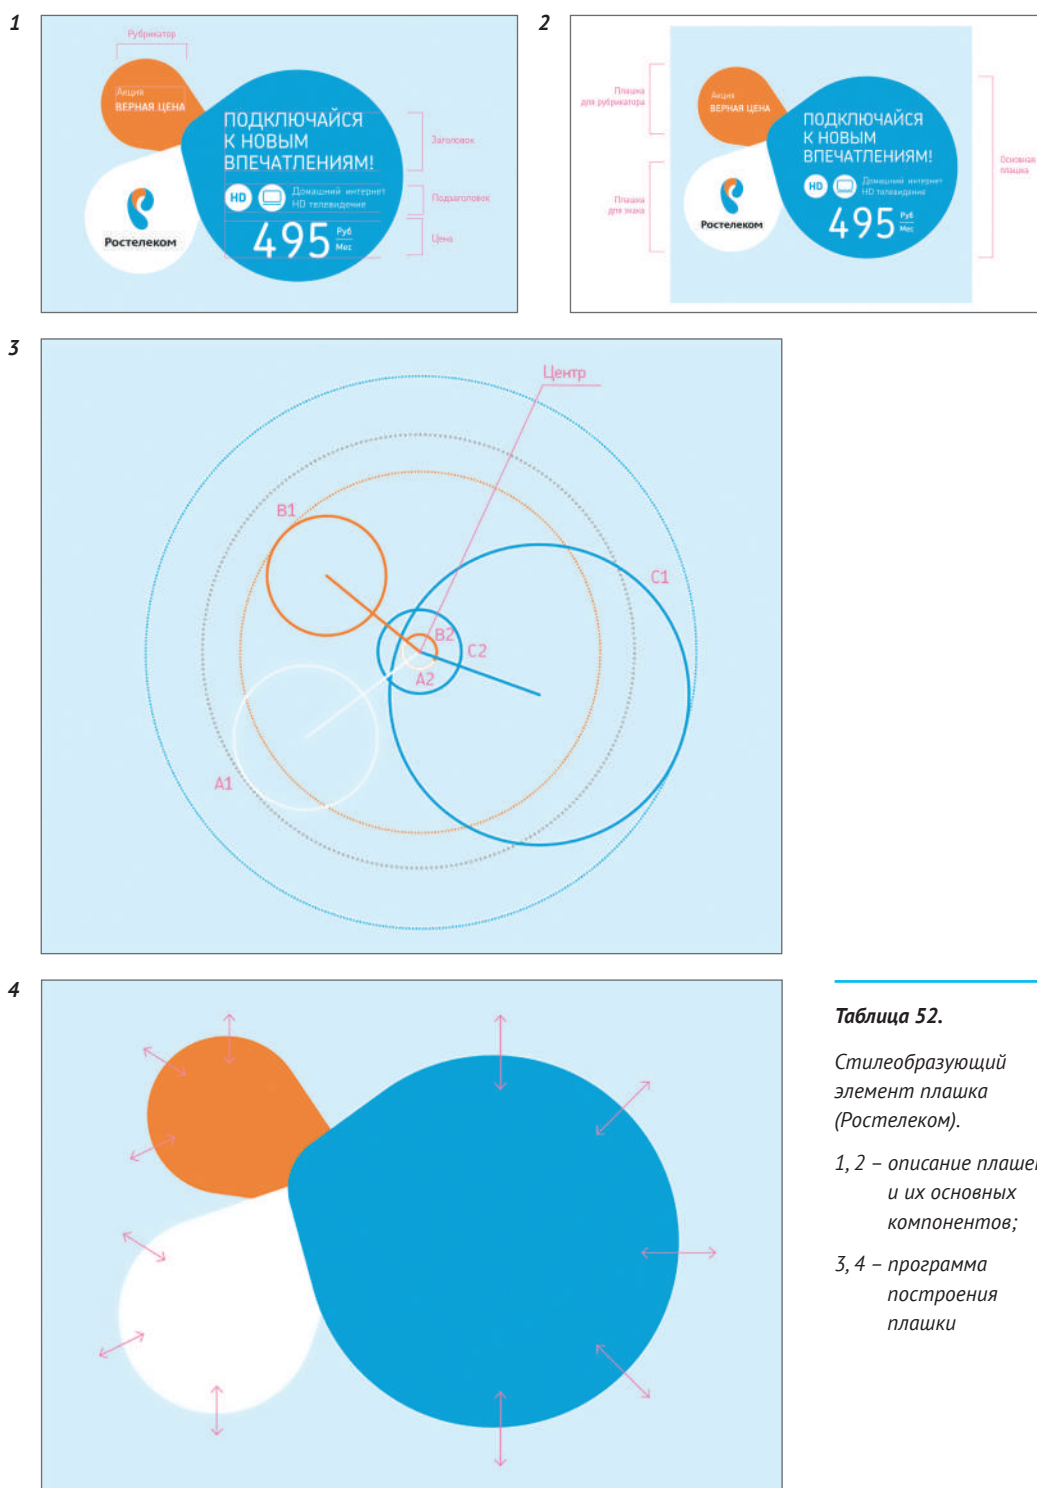 1
Рубрикатор
Акция
ВЕРНАЯ ЦЕНА
ПОДКЛЮЧАЙСЯ
К НОВЫМ
ВПЕЧАТЛЕНИЯМ!
HD
Домашний интернет
HD телевидение
495 Руб
Мес
Ростелеком
Заголовок
Подзаголовок
Цена
2
Плашка
для рубрикатора
Плашка
для знака
Акция
ВЕРНАЯ ЦЕНА
ПОДКЛЮЧАЙСЯ
К НОВЫМ
ВПЕЧАТЛЕНИЯМ!
HD
Домашний интернет
HD телевидение
495 Руб
Мес
Ростелеком
Основная
плашка
3
Центр
B1
C1
B2
C2
A2
A1
4
Таблица 52.
Стилеобразующий
элемент плашка
(Ростелеком).
1, 2 – описание плашек
и их основных
компонентов;
3, 4 – программа
построения
плашки